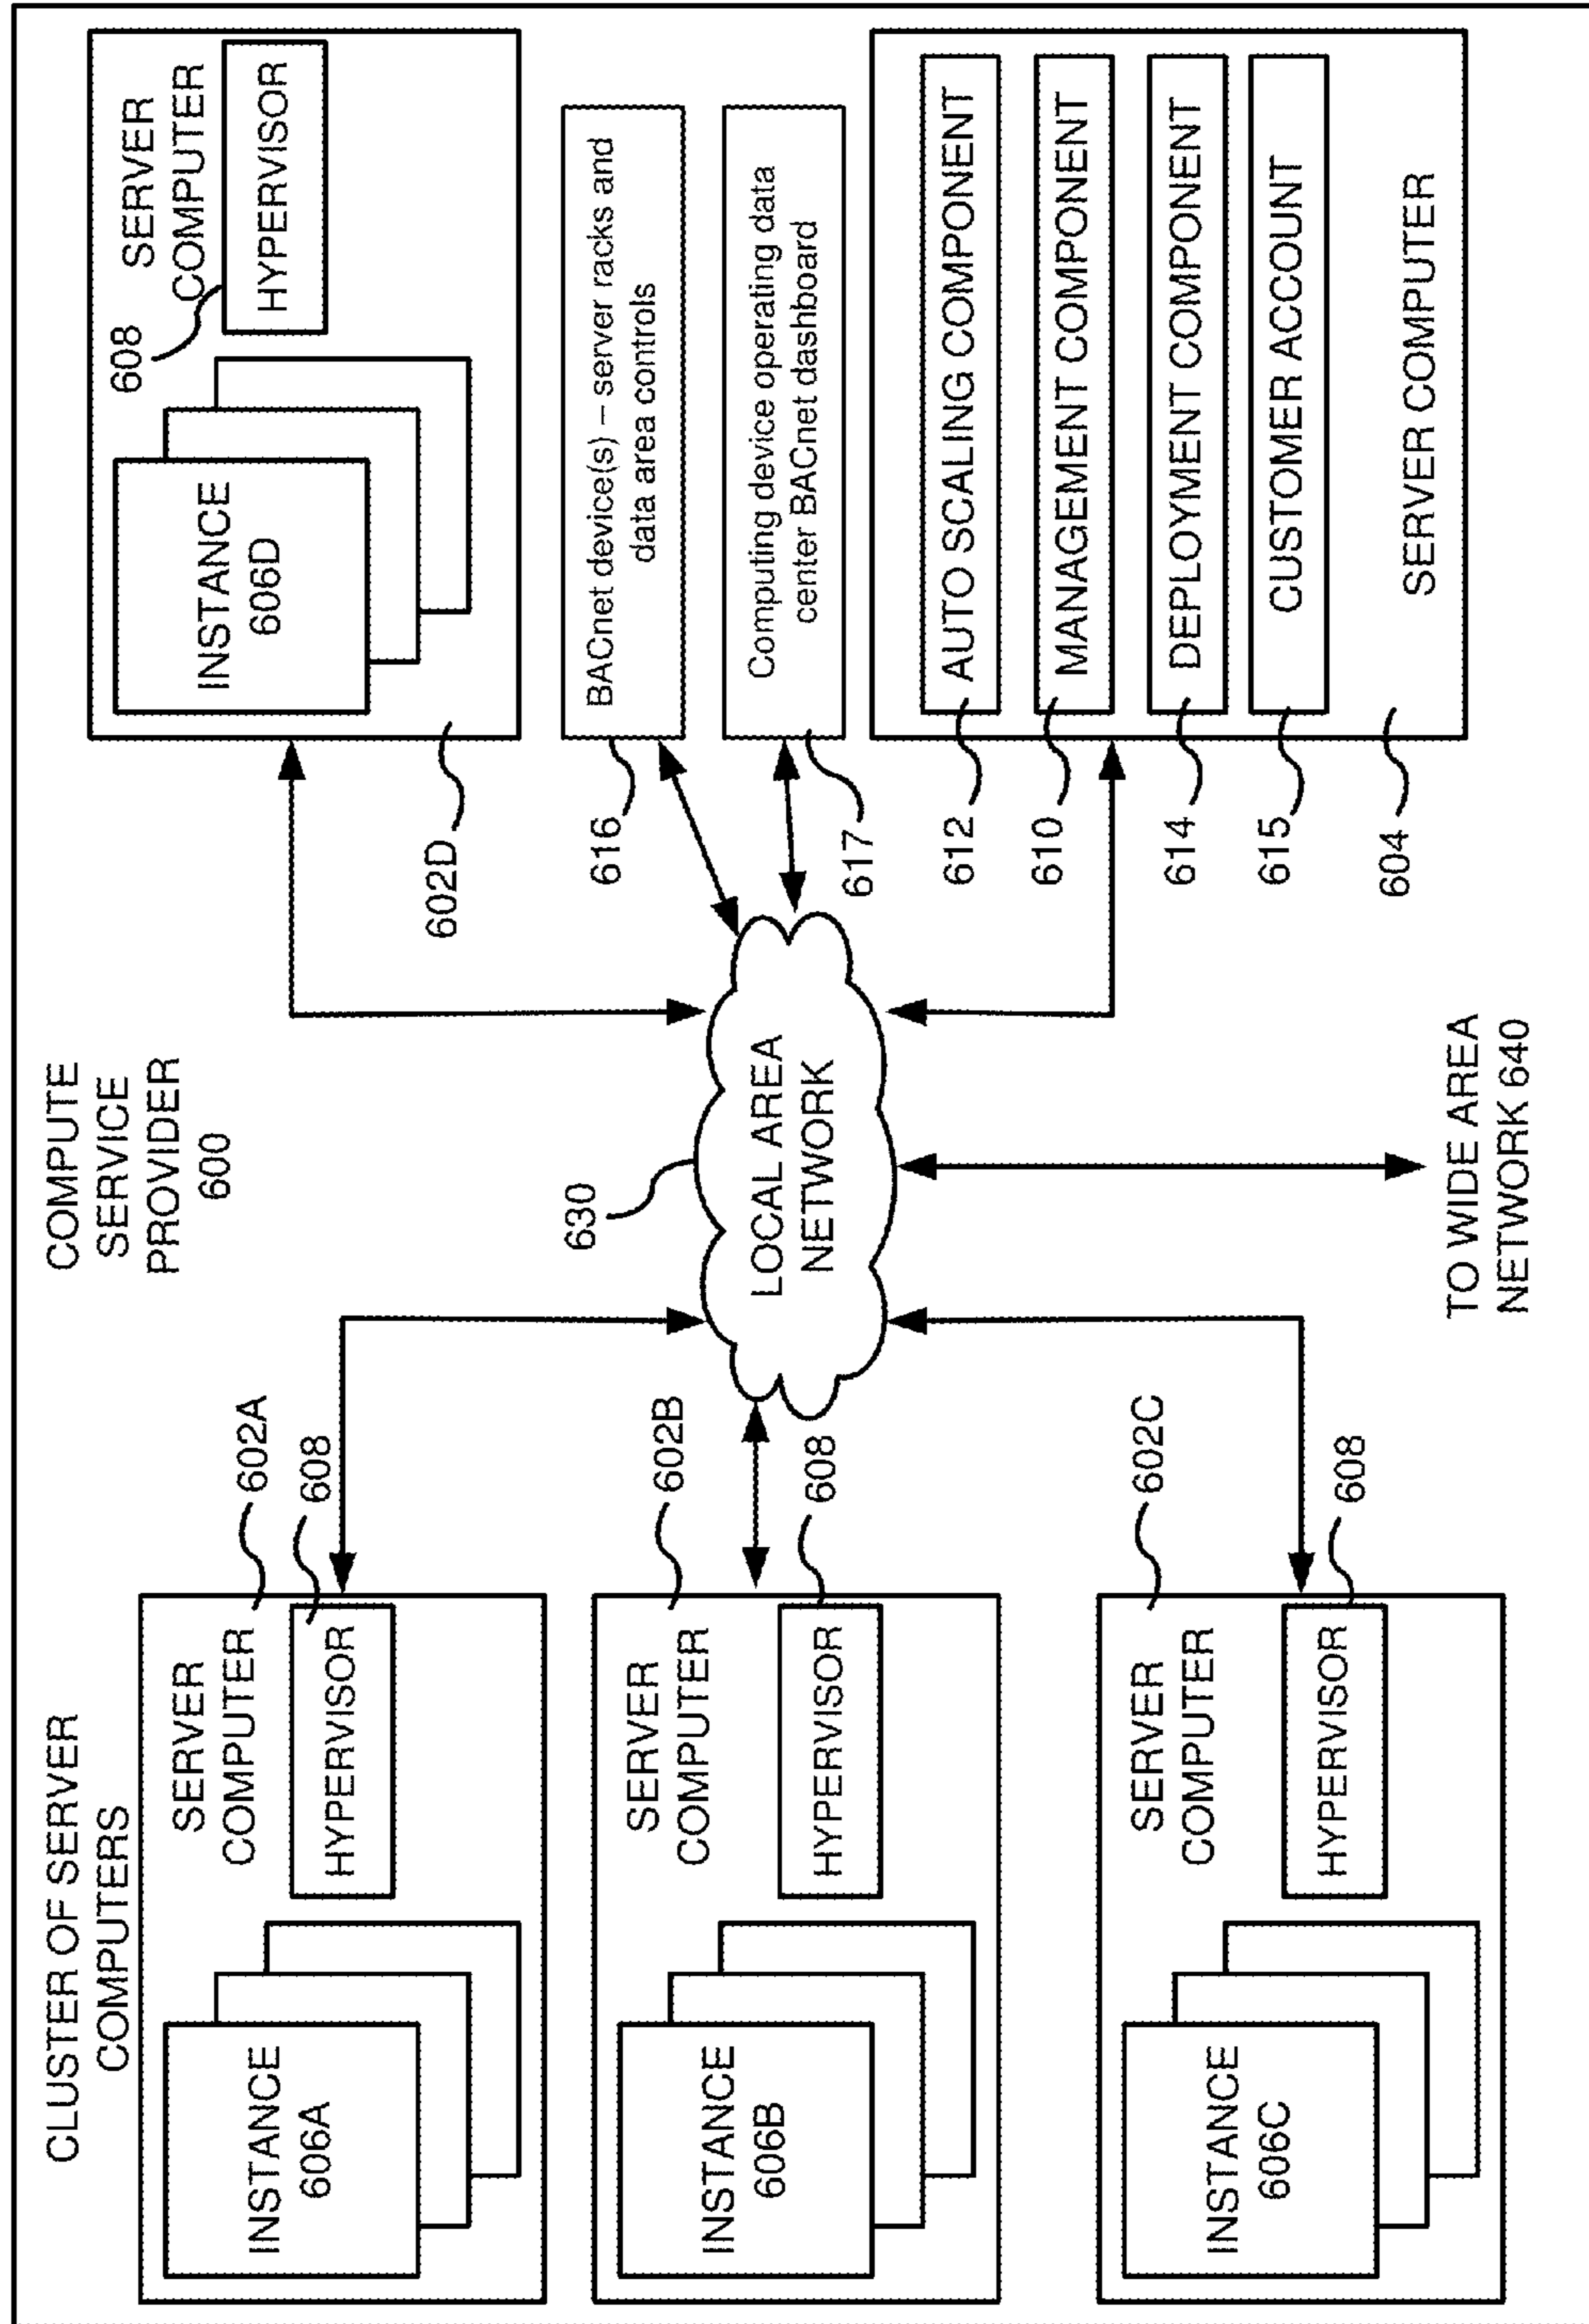 COMPUTE
SERVICE
PROVIDER
600
CLUSTER OF SERVER
COMPUTERS
SERVER
COMPUTER
602A
608
HYPERVISOR
INSTANCE
606A
SERVER
COMPUTER
602B
608
HYPERVISOR
INSTANCE
606B
SERVER
COMPUTER
602C
608
HYPERVISOR
INSTANCE
606C
630
LOCAL AREA
NETWORK
TO WIDE AREA
NETWORK 640
608
SERVER
COMPUTER
HYPERVISOR
INSTANCE
606D
602D
616
BACnet device(s) – server racks and
data area controls
617
Computing device operating data
center BACnet dashboard
612
AUTO SCALING COMPONENT
610
MANAGEMENT COMPONENT
614
DEPLOYMENT COMPONENT
615
CUSTOMER ACCOUNT
604
SERVER COMPUTER